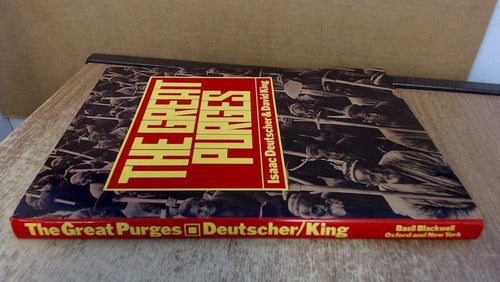 THE GREAT
PURGES
Isaac Deutscher & David King
The Great Purges Deutscher/King
Basil Blackwell
Oxford and New York